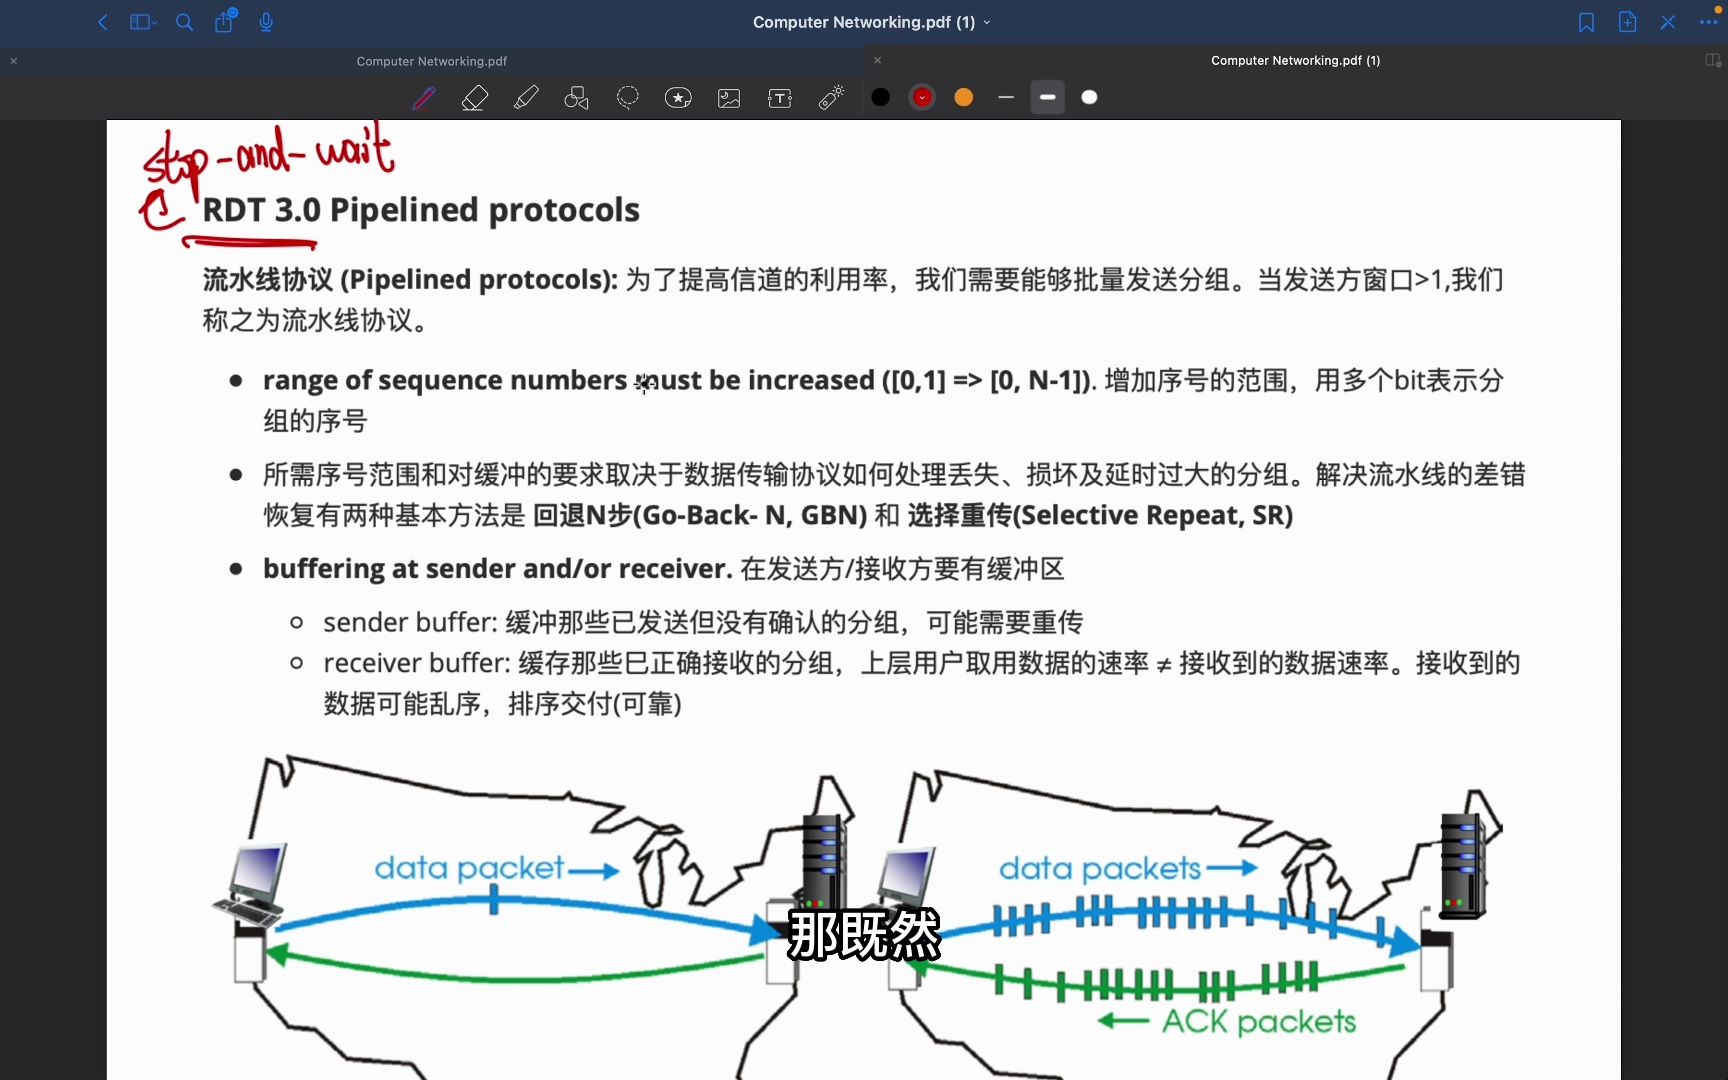 Computer Networking.pdf (1)
Computer Networking.pdf
Computer Networking.pdf (1)
stop-and-wait
RDT 3.0 Pipelined protocols
流水线协议 (Pipelined protocols): 为了提高信道的利用率，我们需要能够批量发送分组。当发送方窗口>1,我们
称之为流水线协议。
range of sequence numbers must be increased ([0,1] => [0, N-1]). 增加序号的范围，用多个bit表示分
组的序号
所需序号范围和对缓冲的要求取决于数据传输协议如何处理丢失、损坏及延时过大的分组。解决流水线的差错
恢复有两种基本方法是 回退N步(Go-Back- N, GBN) 和 选择重传(Selective Repeat, SR)
buffering at sender and/or receiver. 在发送方/接收方要有缓冲区
sender buffer: 缓冲那些已发送但没有确认的分组，可能需要重传
receiver buffer: 缓存那些巳正确接收的分组，上层用户取用数据的速率 ≠ 接收到的数据速率。接收到的
数据可能乱序，排序交付(可靠)
data packet
data packets
那既然
ACK packets